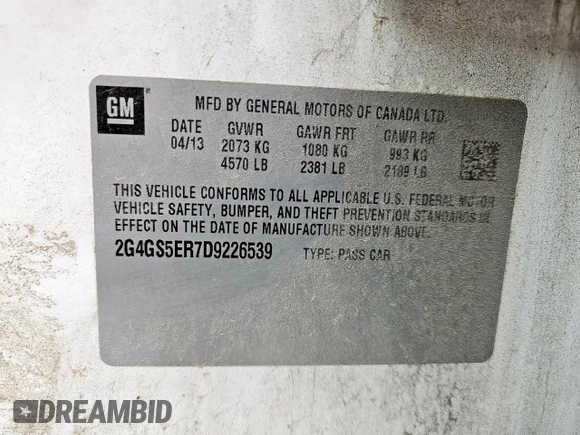 GM
MFD BY GENERAL MOTORS OF CANADA LTD.
DATE GVWR GAWR FRT GAWR RR
04/13 2073 KG 1080 KG 993 KG
4570 LB 2381 LB 2189 LB
THIS VEHICLE CONFORMS TO ALL APPLICABLE U.S. FEDERAL MOTOR
VEHICLE SAFETY, BUMPER, AND THEFT PREVENTION STANDARDS IN
EFFECT ON THE DATE OF MANUFACTURE SHOWN ABOVE.
2G4GS5ER7D9226539 TYPE: PASS CAR
DREAMBID